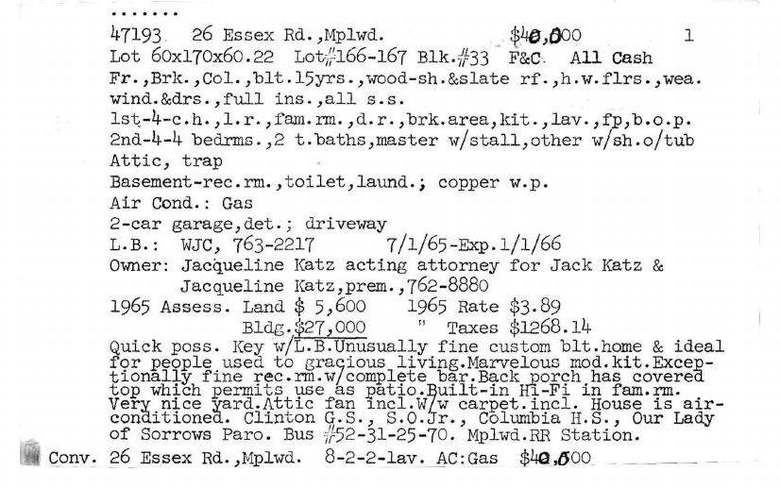 .......
47193 26 Essex Rd.,Mplwd. $40,000 1
Lot 60x170x60.22 Lot#166-167 Blk.#33 F&C. All Cash
Fr.,Brk.,Col.,blt.15yrs.,wood-sh.&slate rf.,h.w.flrs.,wea.
wind.&drs.,full ins.,all s.s.
1st-4-c.h.,l.r.,fam.rm.,d.r.,brk.area,kit.,lav.,fp,b.o.p.
2nd-4-4 bedrms.,2 t.baths,master w/stall,other w/sh.o/tub
Attic, trap
Basement-rec.rm.,toilet,laund.; copper w.p.
Air Cond.: Gas
2-car garage,det.; driveway
L.B.: WJC, 763-2217 7/1/65-Exp.1/1/66
Owner: Jacqueline Katz acting attorney for Jack Katz &
Jacqueline Katz,prem.,762-8880
1965 Assess. Land $ 5,600 1965 Rate $3.89
Bldg.$27,000 " Taxes $1268.14
Quick poss. Key w/L.B.Unusually fine custom blt.home & ideal
for people used to gracious living.Marvelous mod.kit.Excep-
tionally fine rec.rm.w/complete bar.Back porch has covered
top which permits use as patio.Built-in Hi-Fi in fam.rm.
Very nice yard.Attic fan incl.W/w carpet.incl. House is air-
conditioned. Clinton G.S., S.O.Jr., Columbia H.S., Our Lady
of Sorrows Paro. Bus #52-31-25-70. Mplwd.RR Station.
Conv. 26 Essex Rd.,Mplwd. 8-2-2-lav. AC:Gas $40,000